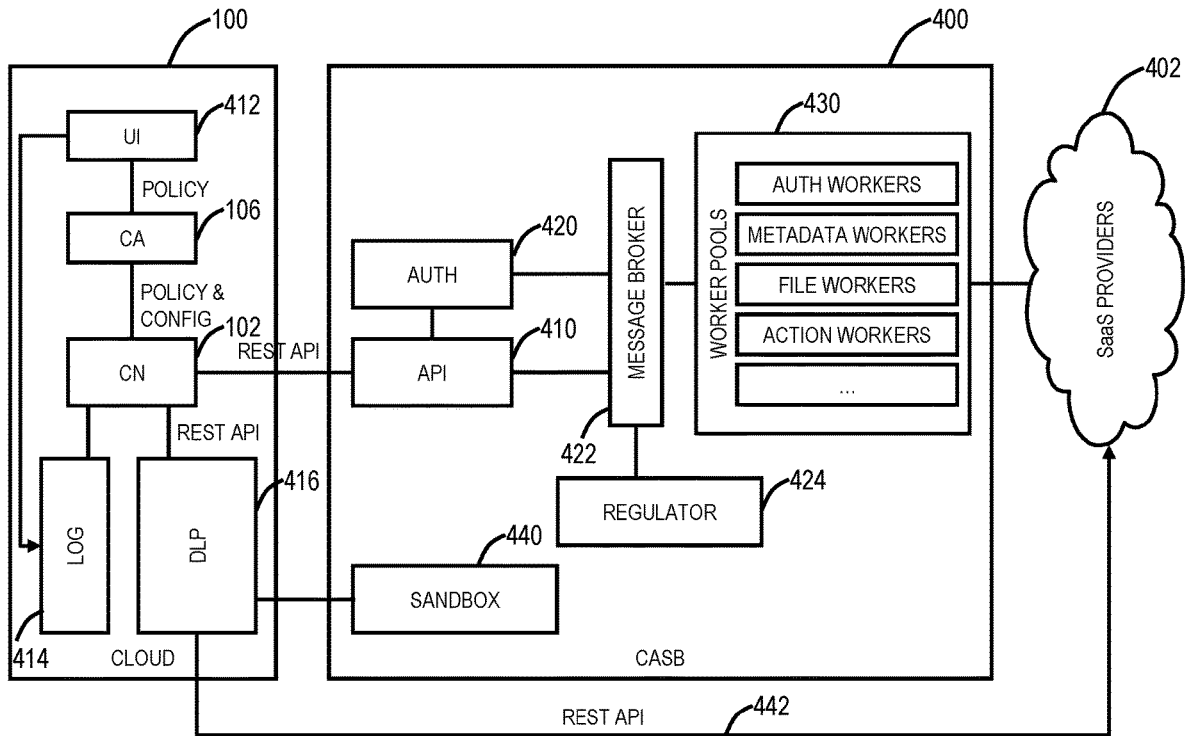 100
400
402
412
UI
POLICY
106
CA
POLICY &
CONFIG
102
CN
REST API
REST API
LOG
414
DLP
416
CLOUD
420
AUTH
410
API
MESSAGE BROKER
422
430
WORKER POOLS
AUTH WORKERS
METADATA WORKERS
FILE WORKERS
ACTION WORKERS
...
REGULATOR
424
440
SANDBOX
CASB
SaaS PROVIDERS
REST API
442